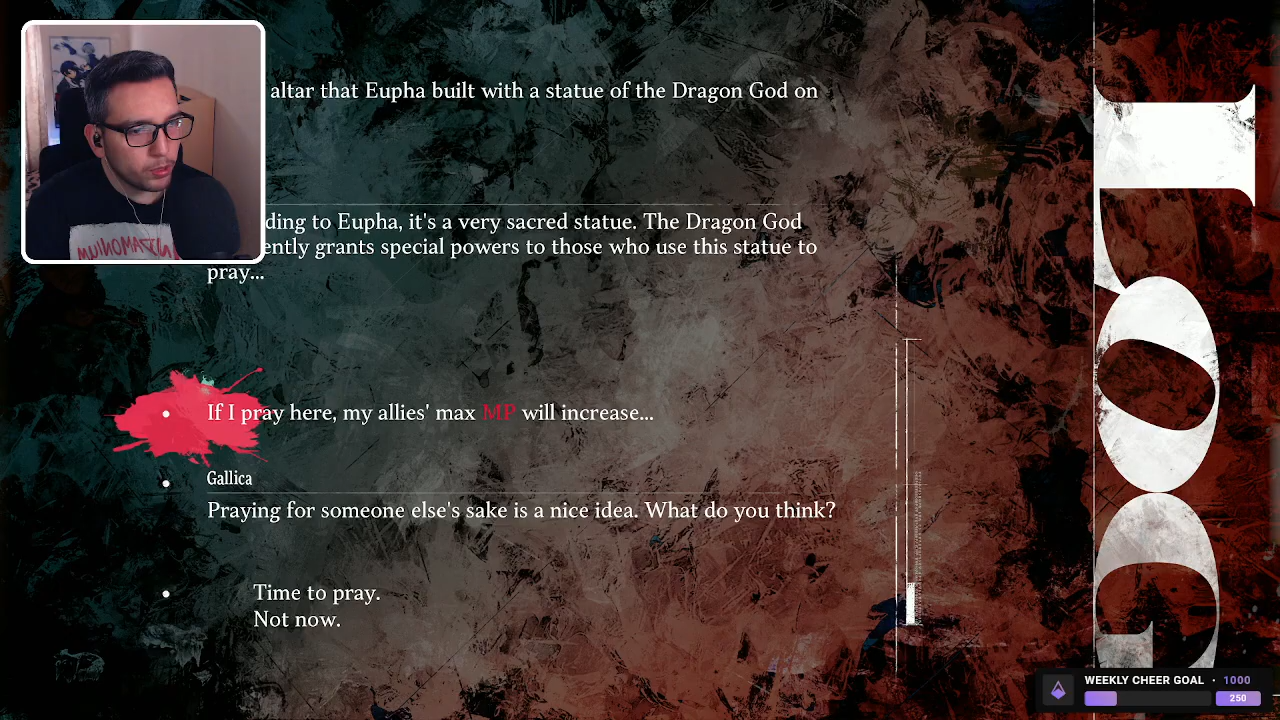 altar that Eupha built with a statue of the Dragon God on
to Eupha, it's a very sacred statue. The Dragon God
grants special powers to those who use this statue to
pray...
If I pray here, my allies' max MP will increase...
Gallica
Praying for someone else's sake is a nice idea. What do you think?
Time to pray.
Not now.
LOG
WEEKLY CHEER GOAL · 1000
250